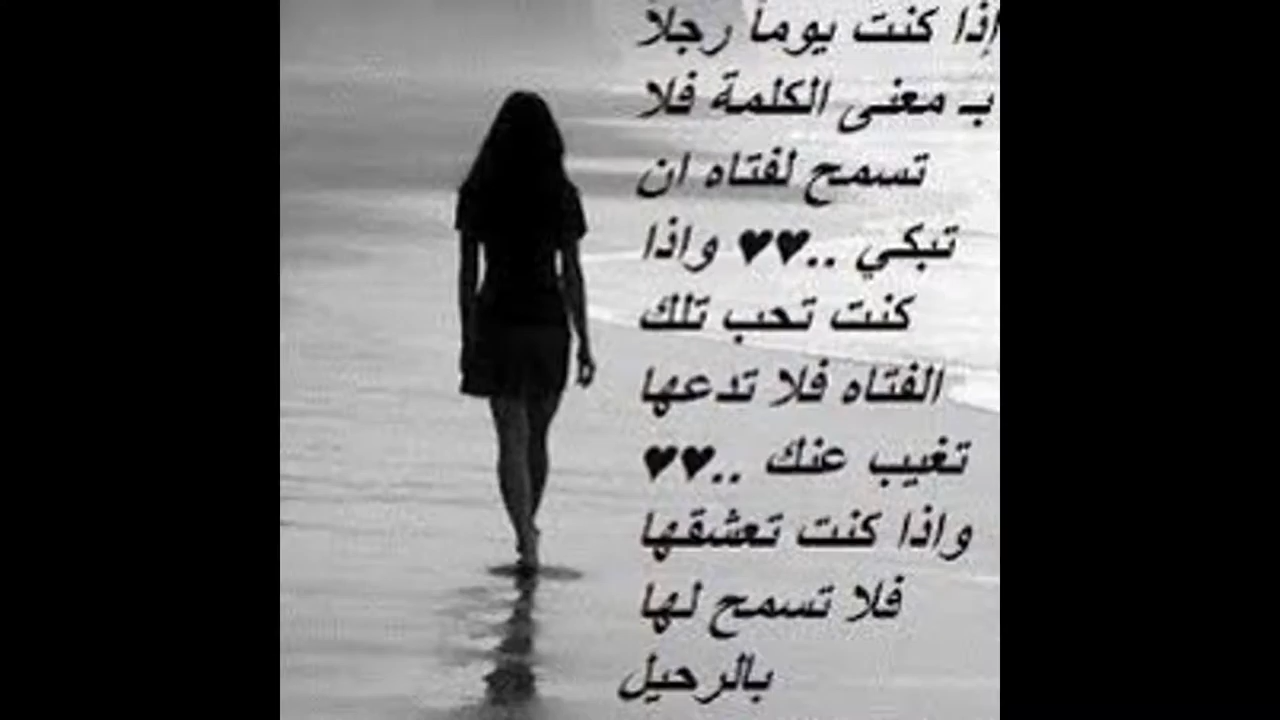 إذا كنت يوماً رجلا
بـ معنى الكلمة فلا
تسمح لفتاه ان
تبكي ..♥♥ واذا
كنت تحب تلك
الفتاه فلا تدعها
تغيب عنك ..♥♥
واذا كنت تعشقها
فلا تسمح لها
بالرحيل